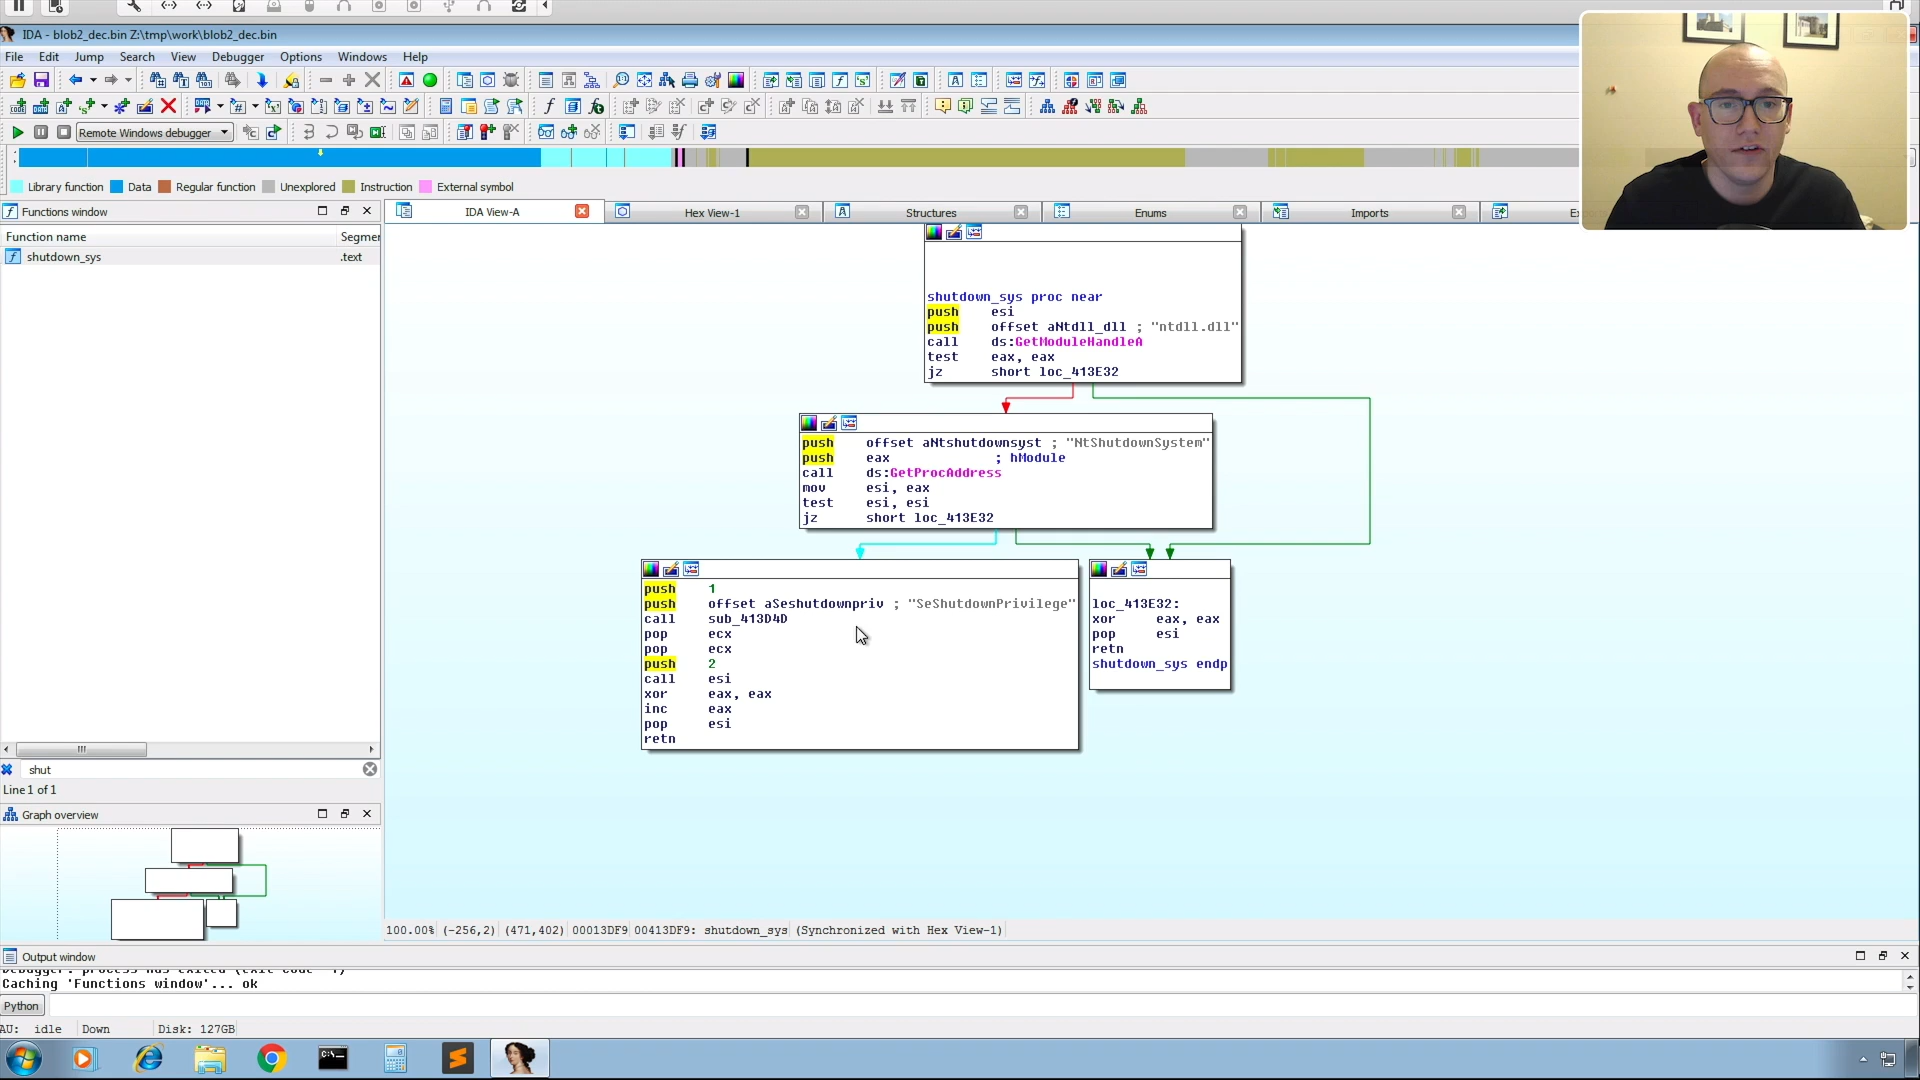 IDA - blob2_dec.bin Z:\tmp\work\blob2_dec.bin
File Edit Jump Search View Debugger Options Windows Help
Remote Windows debugger
Library function Data Regular function Unexplored Instruction External symbol
Functions window
IDA View-A Hex View-1 Structures Enums Imports
Function name Segmer
shutdown_sys .text
shutdown_sys proc near
push esi
push offset aNtdll_dll ; "ntdll.dll"
call ds:GetModuleHandleA
test eax, eax
jz short loc_413E32
push offset aNtshutdownsyst ; "NtShutdownSystem"
push eax ; hModule
call ds:GetProcAddress
mov esi, eax
test esi, esi
jz short loc_413E32
push 1
push offset aSeshutdownpriv ; "SeShutdownPrivilege"
call sub_413D4D
pop ecx
pop ecx
push 2
call esi
xor eax, eax
inc eax
pop esi
retn
loc_413E32:
xor eax, eax
pop esi
retn
shutdown_sys endp
shut
Line 1 of 1
Graph overview
100.00% (-256,2) (471,402) 00013DF9 00413DF9: shutdown_sys (Synchronized with Hex View-1)
Output window
Caching 'Functions window'... ok
Python
AU: idle Down Disk: 127GB